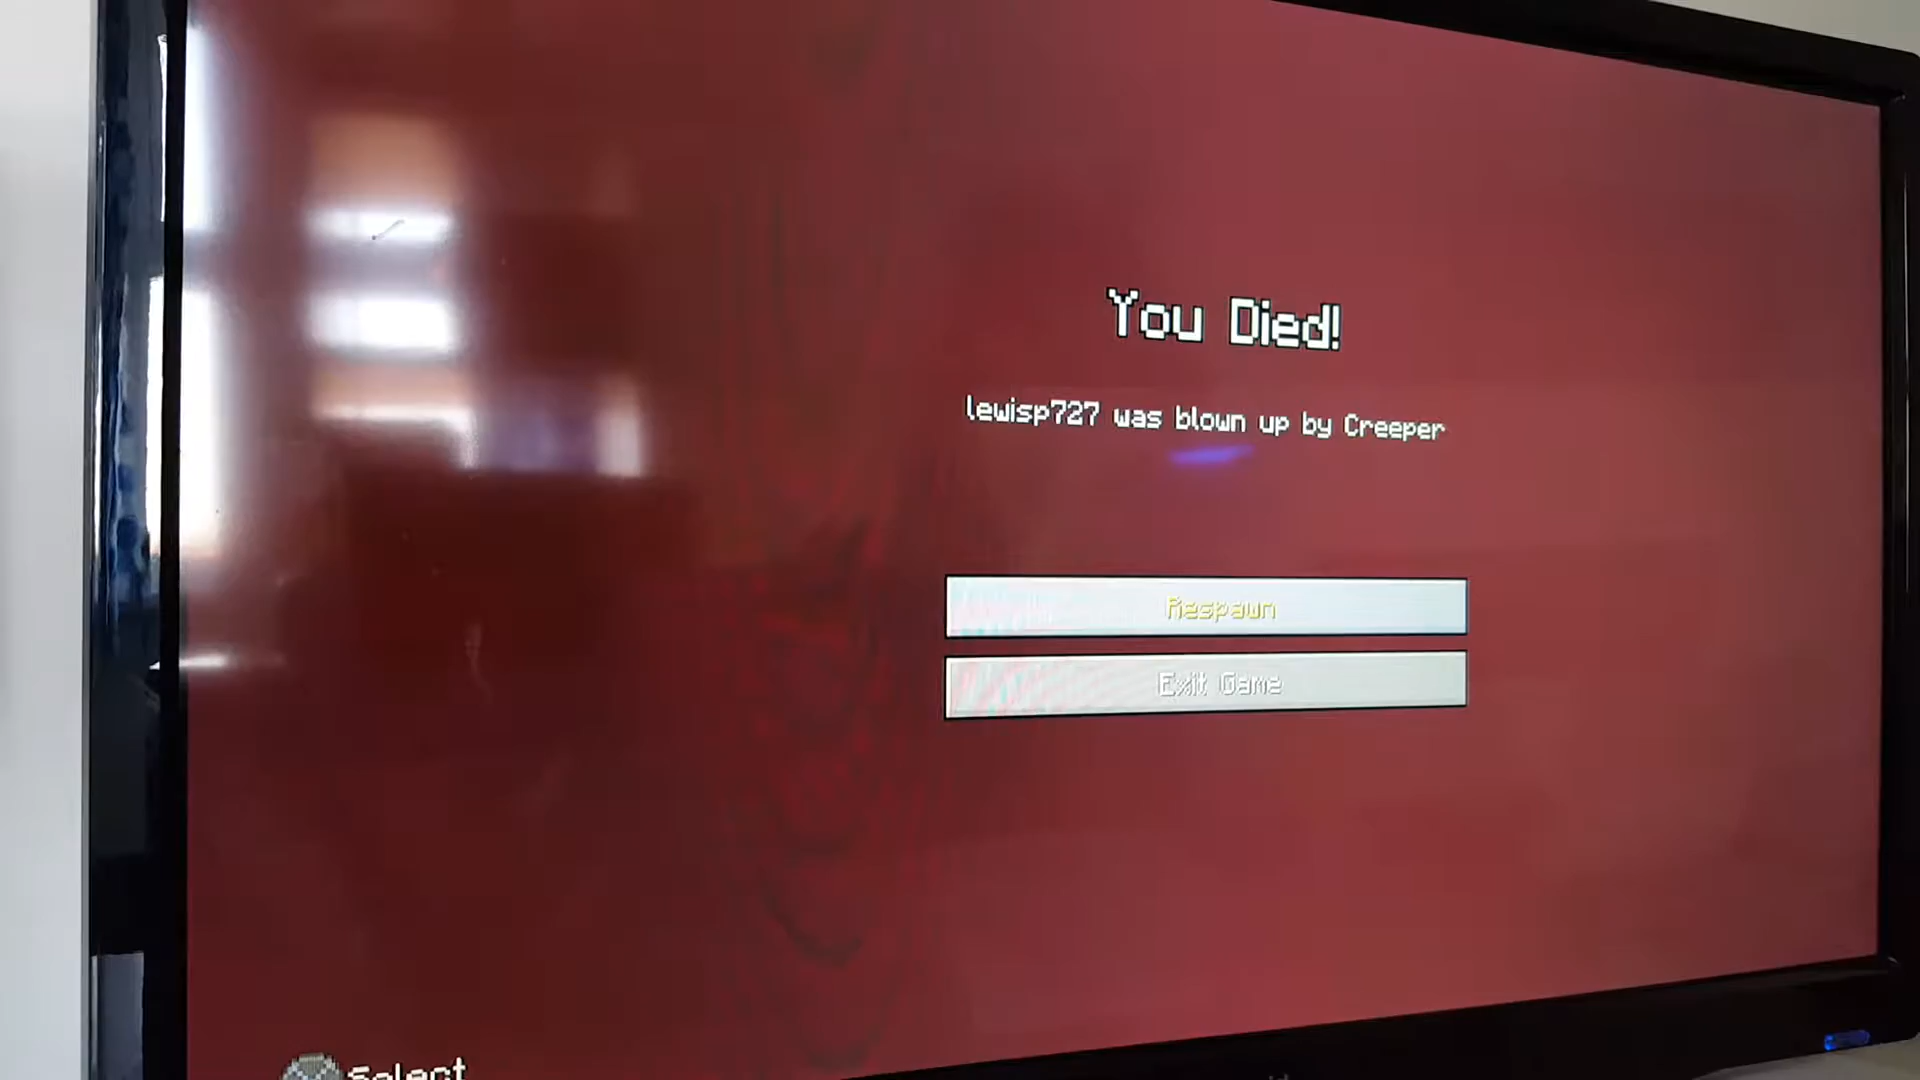 You Died!
lewisp727 was blown up by Creeper
Respawn
Exit Game
Select